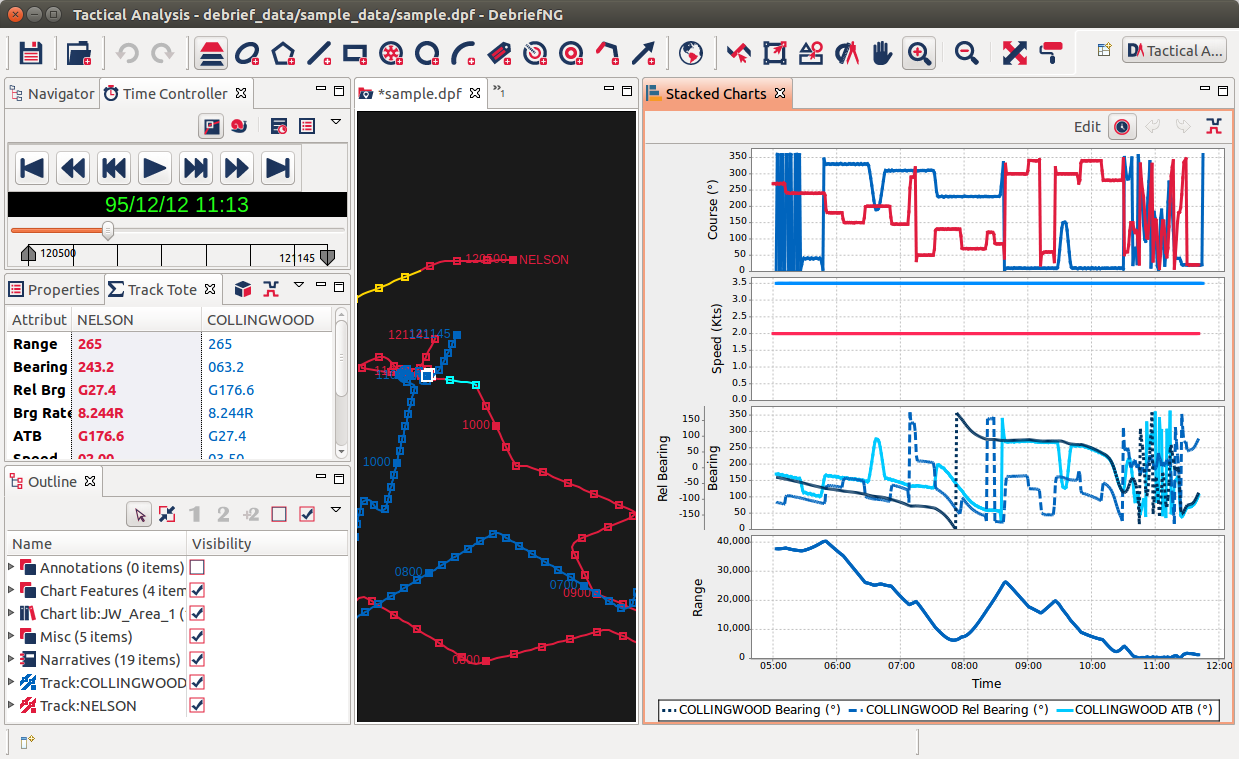 Tactical Analysis - debrief_data/sample_data/sample.dpf - DebriefNG
Tactical A...
Navigator
Time Controller
95/12/12 11:13
120500
121145
Properties
Track Tote
Attribut NELSON COLLINGWOOD
Range 265 265
Bearing 243.2 063.2
Rel Brg G27.4 G176.6
Brg Rate 8.244R 8.244R
ATB G176.6 G27.4
Speed 02.00 03.50
Outline
1 2 +2
Name Visibility
Annotations (0 items)
Chart Features (4 item
Chart lib:JW_Area_1 (
Misc (5 items)
Narratives (19 items)
Track:COLLINGWOOD
Track:NELSON
*sample.dpf
»1
120500 NELSON
121145
1000
1000
0800
0700
0900
0800
Stacked Charts
Edit
Course (°)
350
300
250
200
150
100
50
0
Speed (Kts)
3.5
3.0
2.5
2.0
1.5
1.0
0.5
0.0
Rel Bearing
150
100
50
0
-50
-100
-150
Bearing
350
300
250
200
150
100
50
0
Range
40,000
30,000
20,000
10,000
0
05:00 06:00 07:00 08:00 09:00 10:00 11:00 12:00
Time
COLLINGWOOD Bearing (°) COLLINGWOOD Rel Bearing (°) COLLINGWOOD ATB (°)